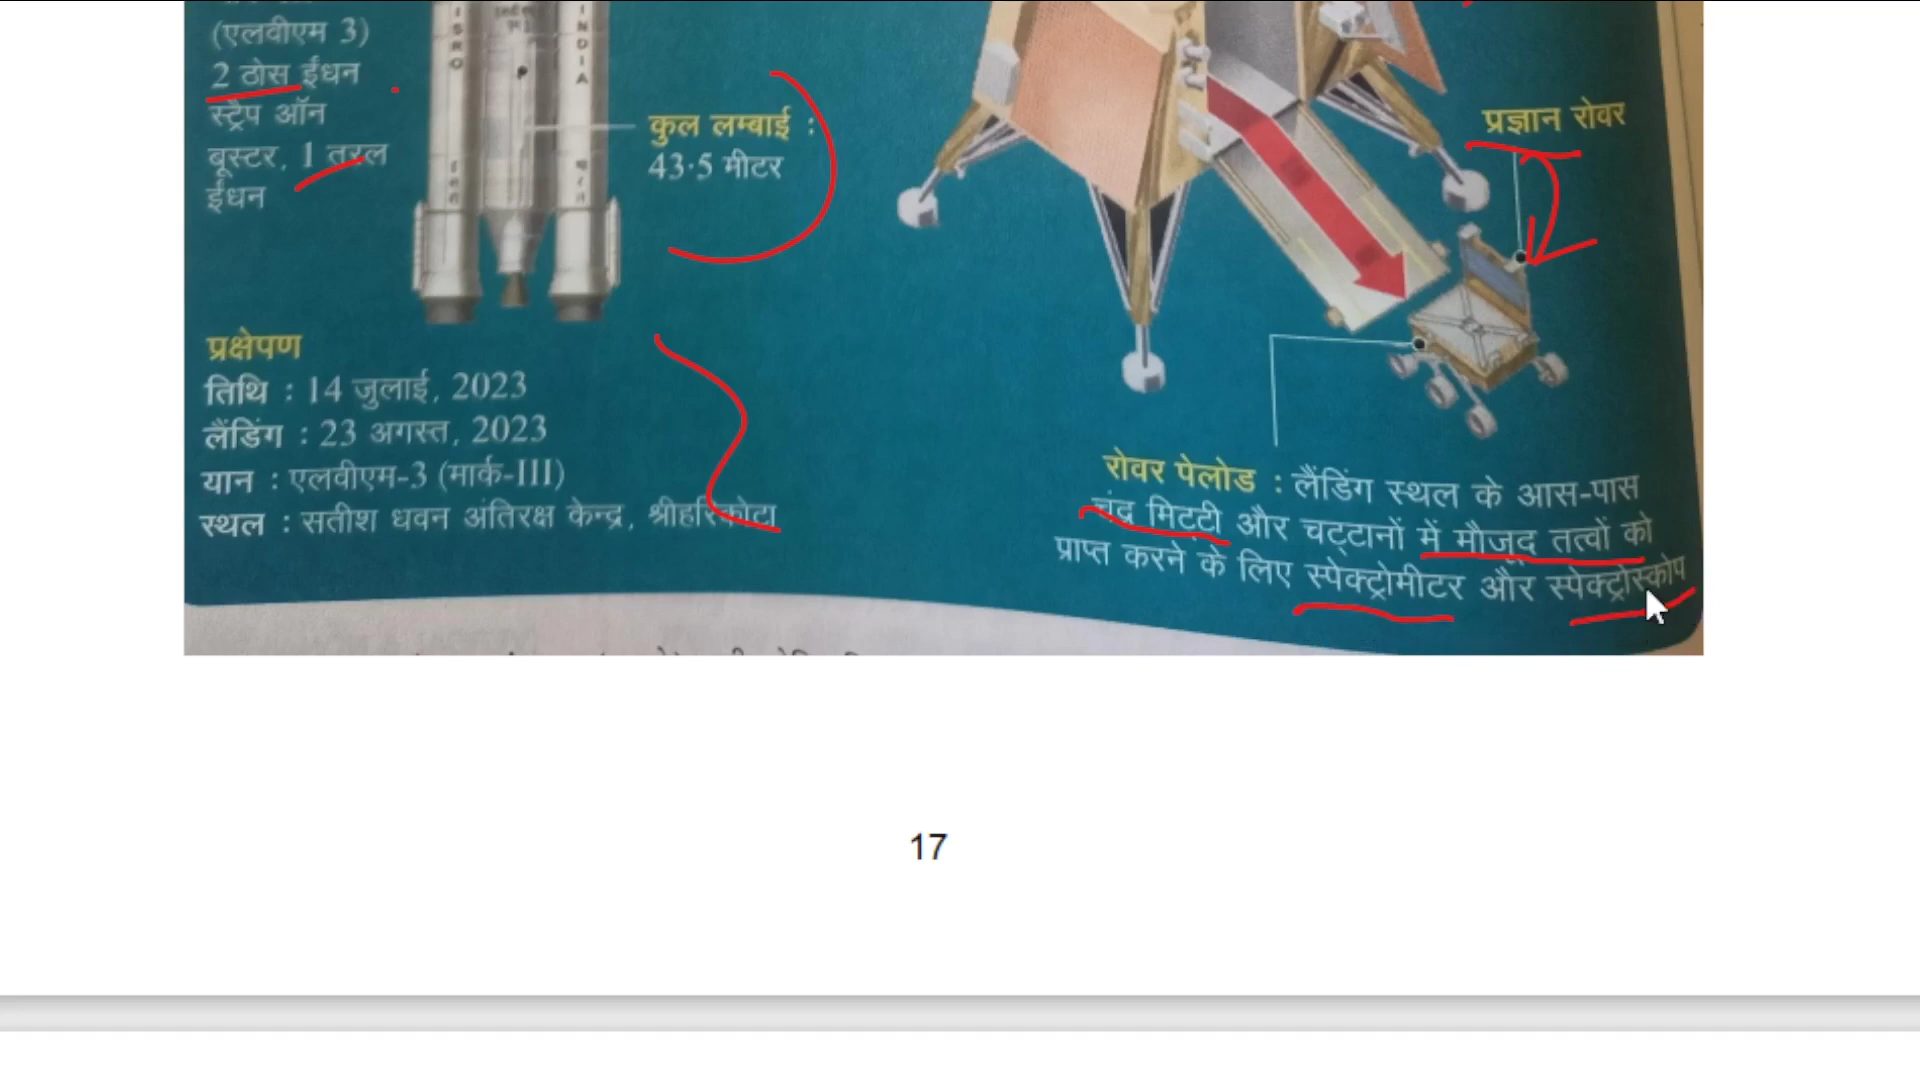 (एलवीएम 3)
2 ठोस ईंधन
स्ट्रैप ऑन
बूस्टर, 1 तरल
ईंधन
ISRO
INDIA
कुल लम्बाई :
43·5 मीटर
प्रज्ञान रोवर
प्रक्षेपण
तिथि : 14 जुलाई, 2023
लैंडिंग : 23 अगस्त, 2023
यान : एलवीएम-3 (मार्क-III)
स्थल : सतीश धवन अंतरिक्ष केन्द्र, श्रीहरिकोटा
रोवर पेलोड : लैंडिंग स्थल के आस-पास
चंद्र मिट्टी और चट्टानों में मौजूद तत्वों को
प्राप्त करने के लिए स्पेक्ट्रोमीटर और स्पेक्ट्रोस्कोप
17